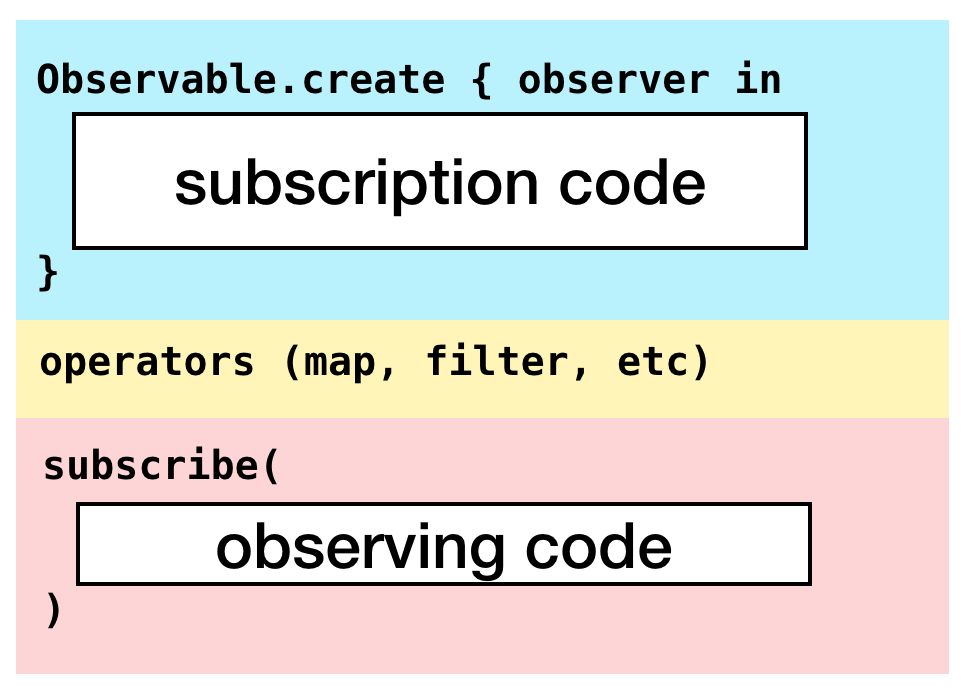 Observable.create { observer in
subscription code
}
operators (map, filter, etc)
subscribe(
observing code
)